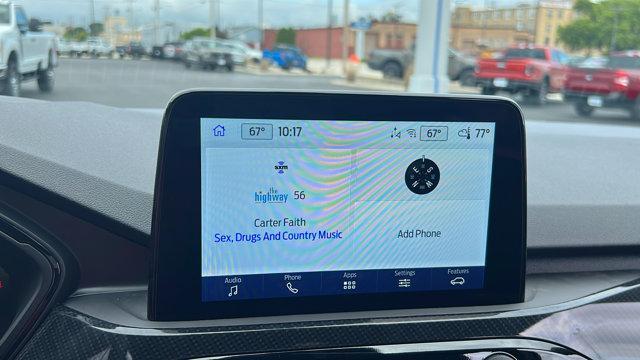 67° 10:17 67° 77°
sxm
the
highway 56
Carter Faith
Sex, Drugs And Country Music
S E N W
Add Phone
Audio Phone Apps Settings Features